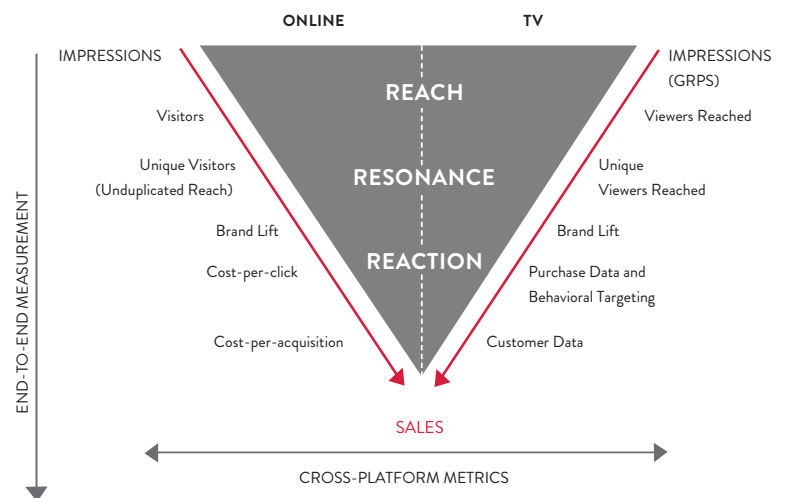 ONLINE
TV
IMPRESSIONS
IMPRESSIONS
(GRPS)
REACH
Visitors
Viewers Reached
Unique Visitors
(Unduplicated Reach)
RESONANCE
Unique
Viewers Reached
Brand Lift
Brand Lift
REACTION
Cost-per-click
Purchase Data and
Behavioral Targeting
Cost-per-acquisition
Customer Data
END-TO-END MEASUREMENT
SALES
CROSS-PLATFORM METRICS